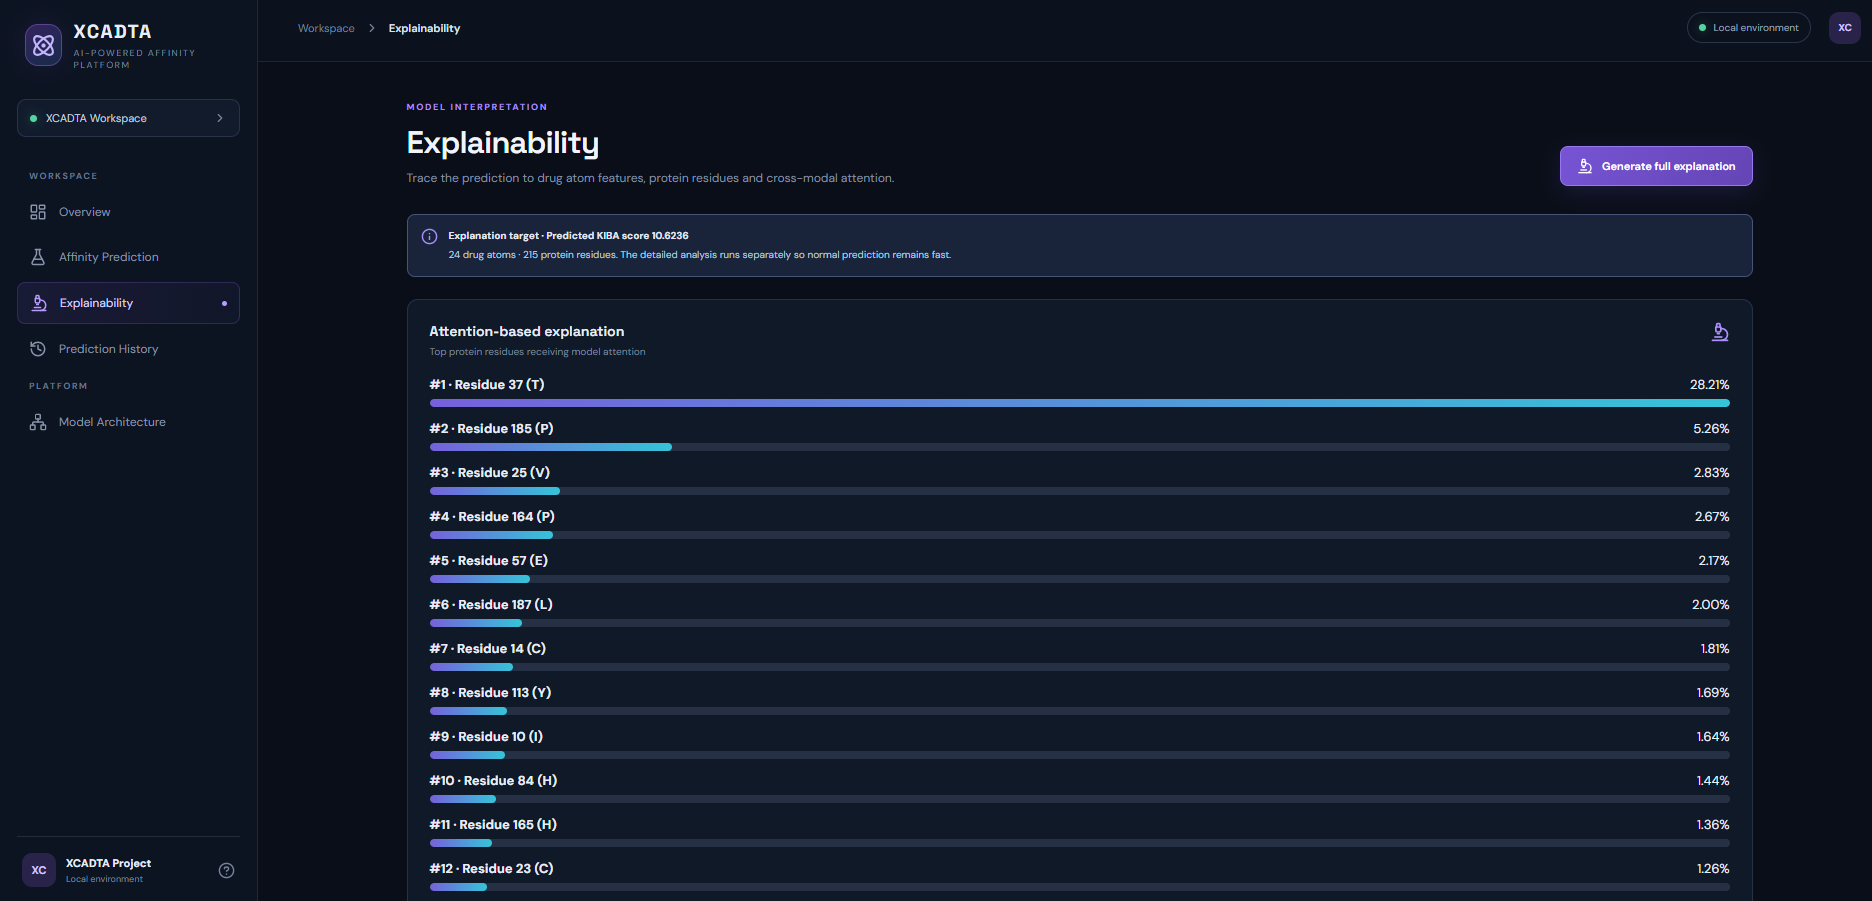 XCADTA
AI-POWERED AFFINITY
PLATFORM
XCADTA Workspace
WORKSPACE
Overview
Affinity Prediction
Explainability
Prediction History
PLATFORM
Model Architecture
XC
XCADTA Project
Local environment
Workspace
Explainability
Local environment
XC
MODEL INTERPRETATION
Explainability
Trace the prediction to drug atom features, protein residues and cross-modal attention.
Generate full explanation
Explanation target · Predicted KIBA score 10.6236
24 drug atoms · 215 protein residues. The detailed analysis runs separately so normal prediction remains fast.
Attention-based explanation
Top protein residues receiving model attention
#1 · Residue 37 (T) 28.21%
#2 · Residue 185 (P) 5.26%
#3 · Residue 25 (V) 2.83%
#4 · Residue 164 (P) 2.67%
#5 · Residue 57 (E) 2.17%
#6 · Residue 187 (L) 2.00%
#7 · Residue 14 (C) 1.81%
#8 · Residue 113 (Y) 1.69%
#9 · Residue 10 (I) 1.64%
#10 · Residue 84 (H) 1.44%
#11 · Residue 165 (H) 1.36%
#12 · Residue 23 (C) 1.26%